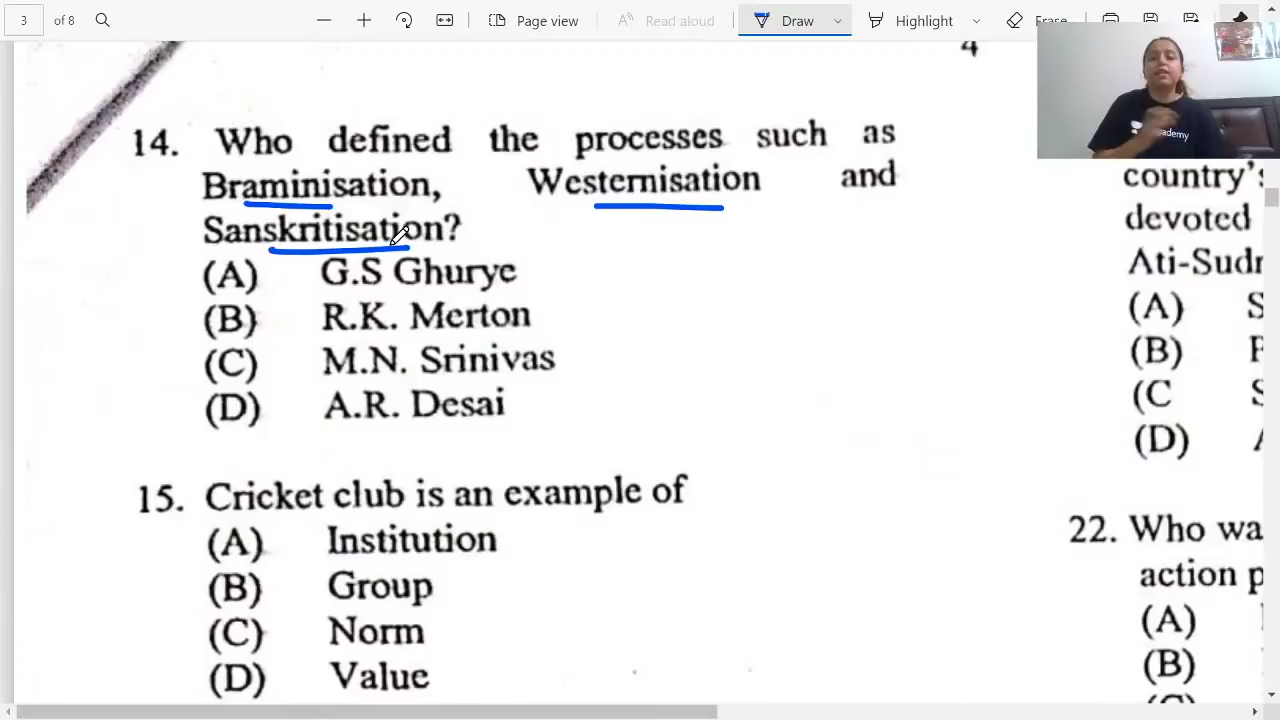 3 of 8 Page view Read aloud Draw Highlight Erase
4
14. Who defined the processes such as
Braminisation, Westernisation and
Sanskritisation?
(A) G.S Ghurye
(B) R.K. Merton
(C) M.N. Srinivas
(D) A.R. Desai
15. Cricket club is an example of
(A) Institution
(B) Group
(C) Norm
(D) Value
country's
devoted
Ati-Sudr
(A) S
(B)
(C S
(D)
22. Who wa
action p
(A)
(B)